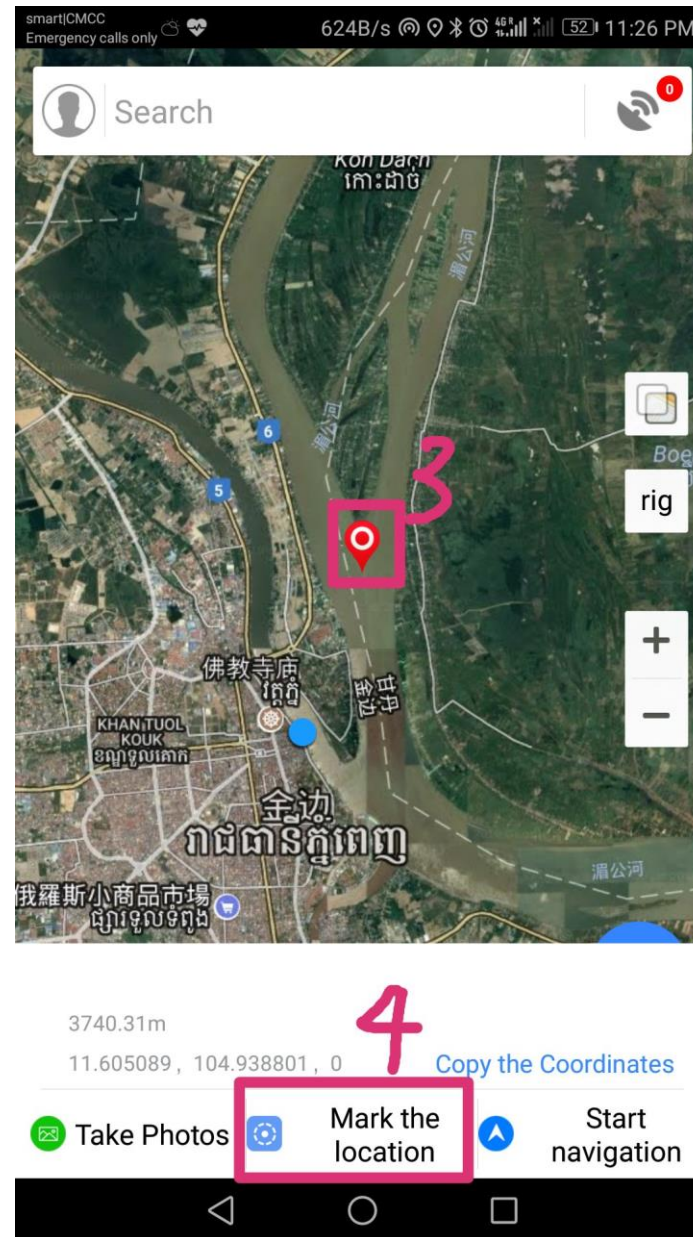 smart|CMCC
Emergency calls only
624B/s 4G R 52 11:26 PM
Search
0
Koh Dach
កោះដាច់
湄公河
湄公河
6
5
3
Boe
rig
+
−
佛教寺庙
វត្តភ្នំ
甘丹
金边
KHAN TUOL
KOUK
ខណ្ឌទួលគោក
金边
រាជធានីភ្នំពេញ
湄公河
俄羅斯小商品市場
ផ្សារទួលទំពូង
3740.31m
4
11.605089, 104.938801, 0
Copy the Coordinates
Take Photos
Mark the
location
Start
navigation